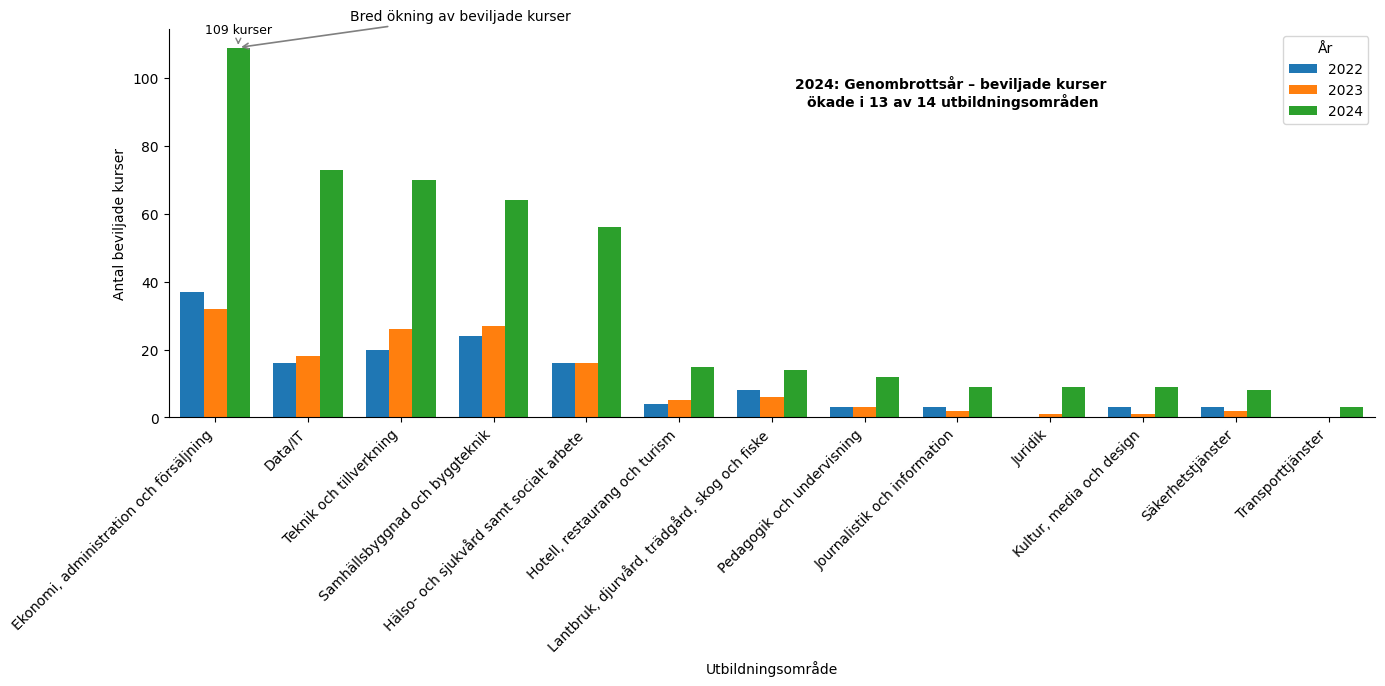 Bred ökning av beviljade kurser
109 kurser
2024: Genombrottsår – beviljade kurser
ökade i 13 av 14 utbildningsområden
År
2022
2023
2024
Antal beviljade kurser
100
80
60
40
20
0
Ekonomi, administration och försäljning
Data/IT
Teknik och tillverkning
Samhällsbyggnad och byggteknik
Hälso- och sjukvård samt socialt arbete
Hotell, restaurang och turism
Lantbruk, djurvård, trädgård, skog och fiske
Pedagogik och undervisning
Journalistik och information
Juridik
Kultur, media och design
Säkerhetstjänster
Transporttjänster
Utbildningsområde